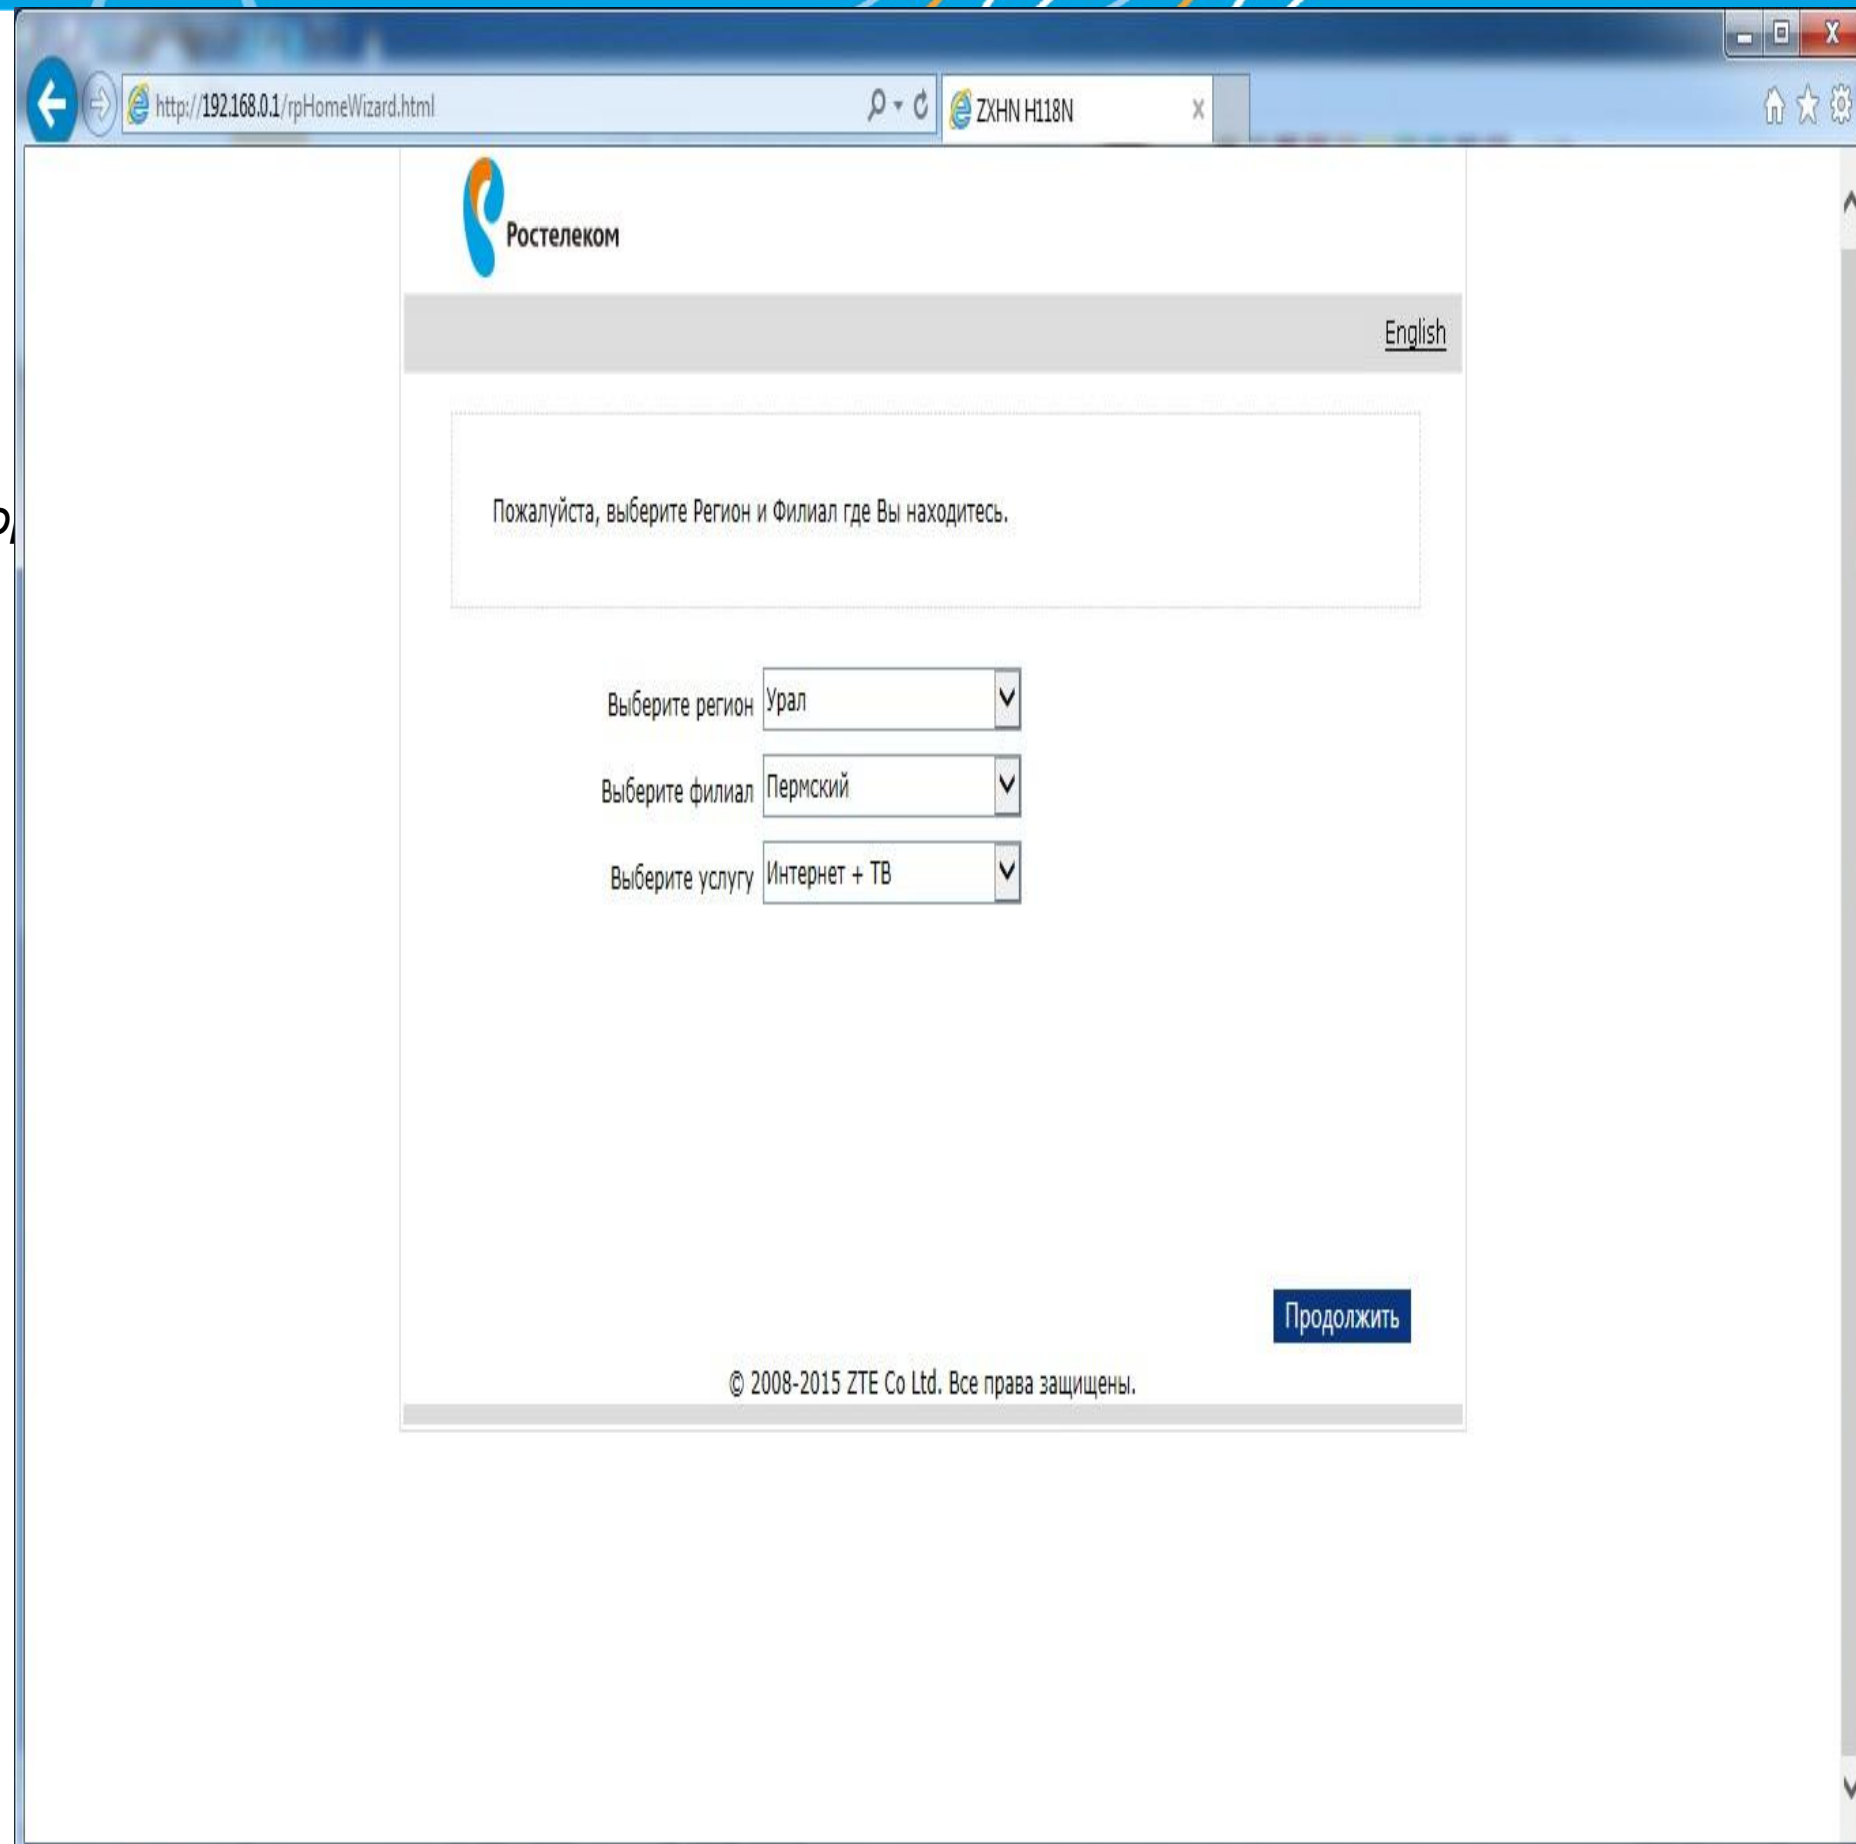 http://192.168.0.1/rpHomeWizard.html
ZXHN H118N
Ростелеком
English
Пожалуйста, выберите Регион и Филиал где Вы находитесь.
Выберите регион Урал
Выберите филиал Пермский
Выберите услугу Интернет + ТВ
Продолжить
© 2008-2015 ZTE Co Ltd. Все права защищены.